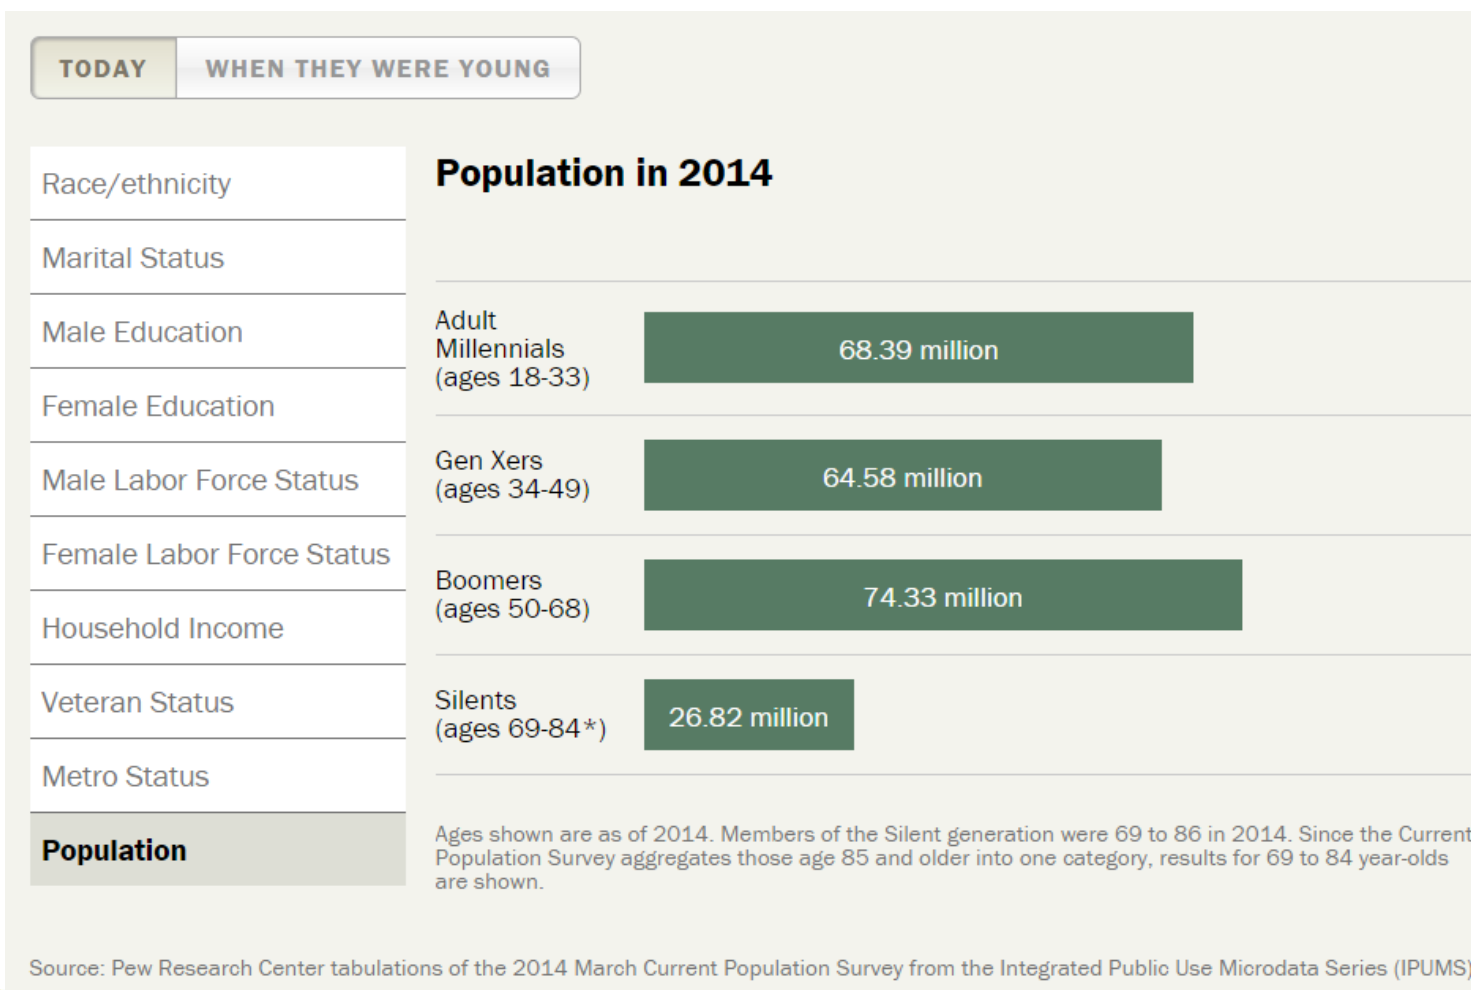 TODAY
WHEN THEY WERE YOUNG
Race/ethnicity
Marital Status
Male Education
Female Education
Male Labor Force Status
Female Labor Force Status
Household Income
Veteran Status
Metro Status
Population
Population in 2014
Adult
Millennials
(ages 18-33)
68.39 million
Gen Xers
(ages 34-49)
64.58 million
Boomers
(ages 50-68)
74.33 million
Silents
(ages 69-84*)
26.82 million
Ages shown are as of 2014. Members of the Silent generation were 69 to 86 in 2014. Since the Current
Population Survey aggregates those age 85 and older into one category, results for 69 to 84 year-olds
are shown.
Source: Pew Research Center tabulations of the 2014 March Current Population Survey from the Integrated Public Use Microdata Series (IPUMS)